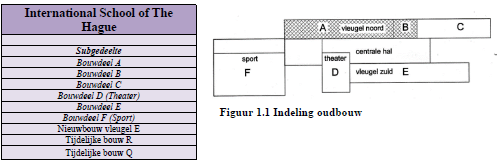 International School of The
Hague
Subgedeelte
Bouwdeel A
Bouwdeel B
Bouwdeel C
Bouwdeel D (Theater)
Bouwdeel E
Bouwdeel F (Sport)
Nieuwbouw vleugel E
Tijdelijke bouw R
Tijdelijke bouw Q
A vleugel noord B C
sport
F
theater
D
centrale hal
vleugel zuid E
Figuur 1.1 Indeling oudbouw